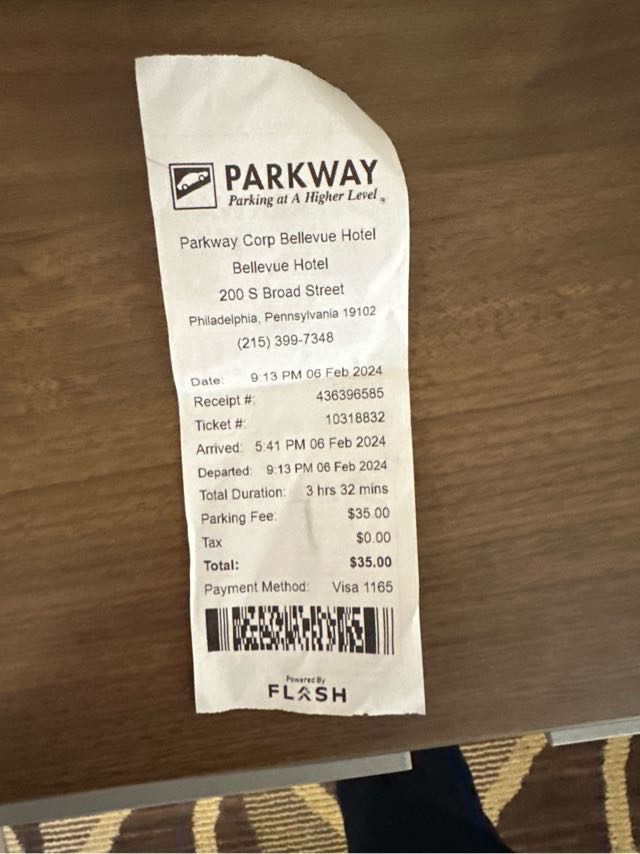 PARKWAY
Parking at A Higher Level
Parkway Corp Bellevue Hotel
Bellevue Hotel
200 S Broad Street
Philadelphia, Pennsylvania 19102
(215) 399-7348
Date: 9:13 PM 06 Feb 2024
Receipt #: 436396585
Ticket #: 10318832
Arrived: 5:41 PM 06 Feb 2024
Departed: 9:13 PM 06 Feb 2024
Total Duration: 3 hrs 32 mins
Parking Fee: $35.00
Tax $0.00
Total: $35.00
Payment Method: Visa 1165
Powered By
FLASH